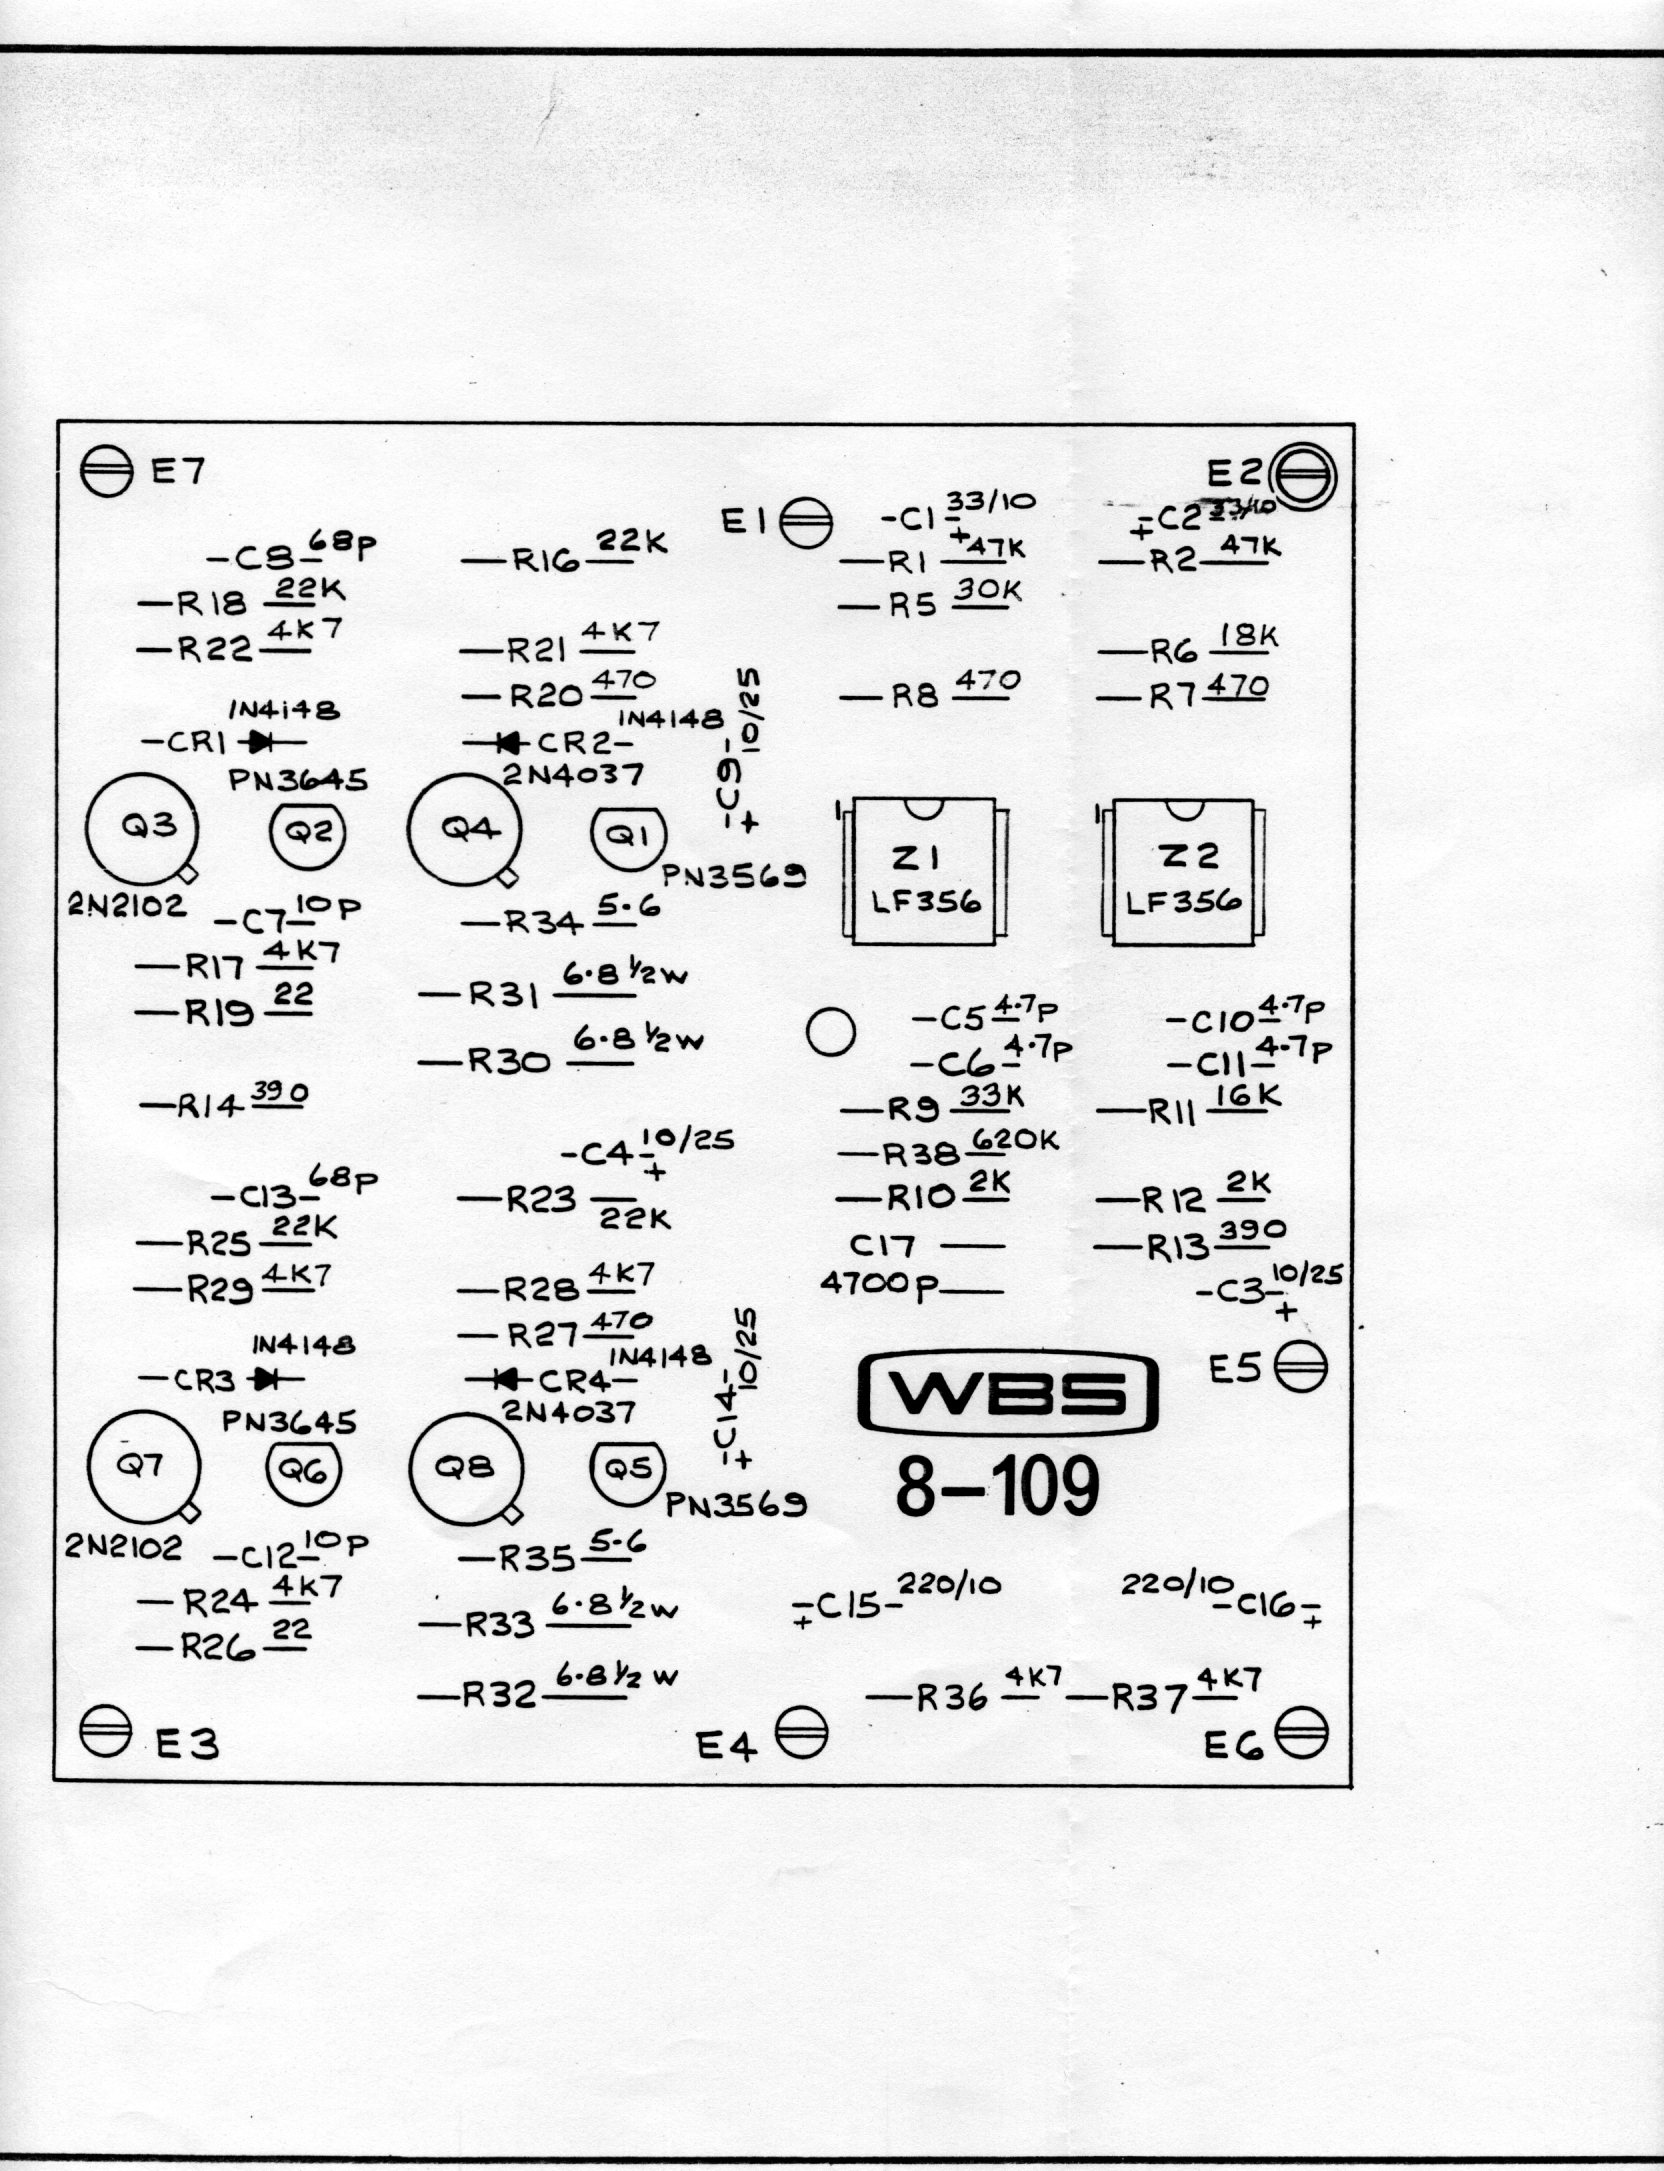 E7 E2
E1 -C1- 33/10 -C2- 33/10
+ +
-C8- 68P R16 22K R1 47K R2 47K
R18 22K R5 30K
R22 4K7 R21 4K7 R6 18K
R20 470 R8 470 R7 470
1N4148 1N4148
-CR1 CR2- 10/25
PN3645 2N4037 +-C9-
Q3 Q2 Q4 Q1
Z1 Z2
PN3569
2N2102 -C7- 10P R34 5.6 LF356 LF356
R17 4K7
R31 6.8 1/2W
R19 22
-C5- 4.7P -C10- 4.7P
R30 6.8 1/2W -C6- 4.7P -C11- 4.7P
R14 390 R9 33K R11 16K
-C4- 10/25 R38 620K
+
-C13- 68P R23 22K R10 2K R12 2K
R25 22K C17 R13 390
R29 4K7 R28 4K7 4700P -C3- 10/25
+
R27 470
1N4148 1N4148 10/25 E5
-CR3 CR4- WBS
PN3645 2N4037 +-C14-
Q7 Q6 Q8 Q5 8-109
PN3569
2N2102 -C12- 10P R35 5.6
R24 4K7 -C15- 220/10 220/10 -C16-
+ +
R33 6.8 1/2W
R26 22
R32 6.8 1/2W R36 4K7 R37 4K7
E3 E4 E6